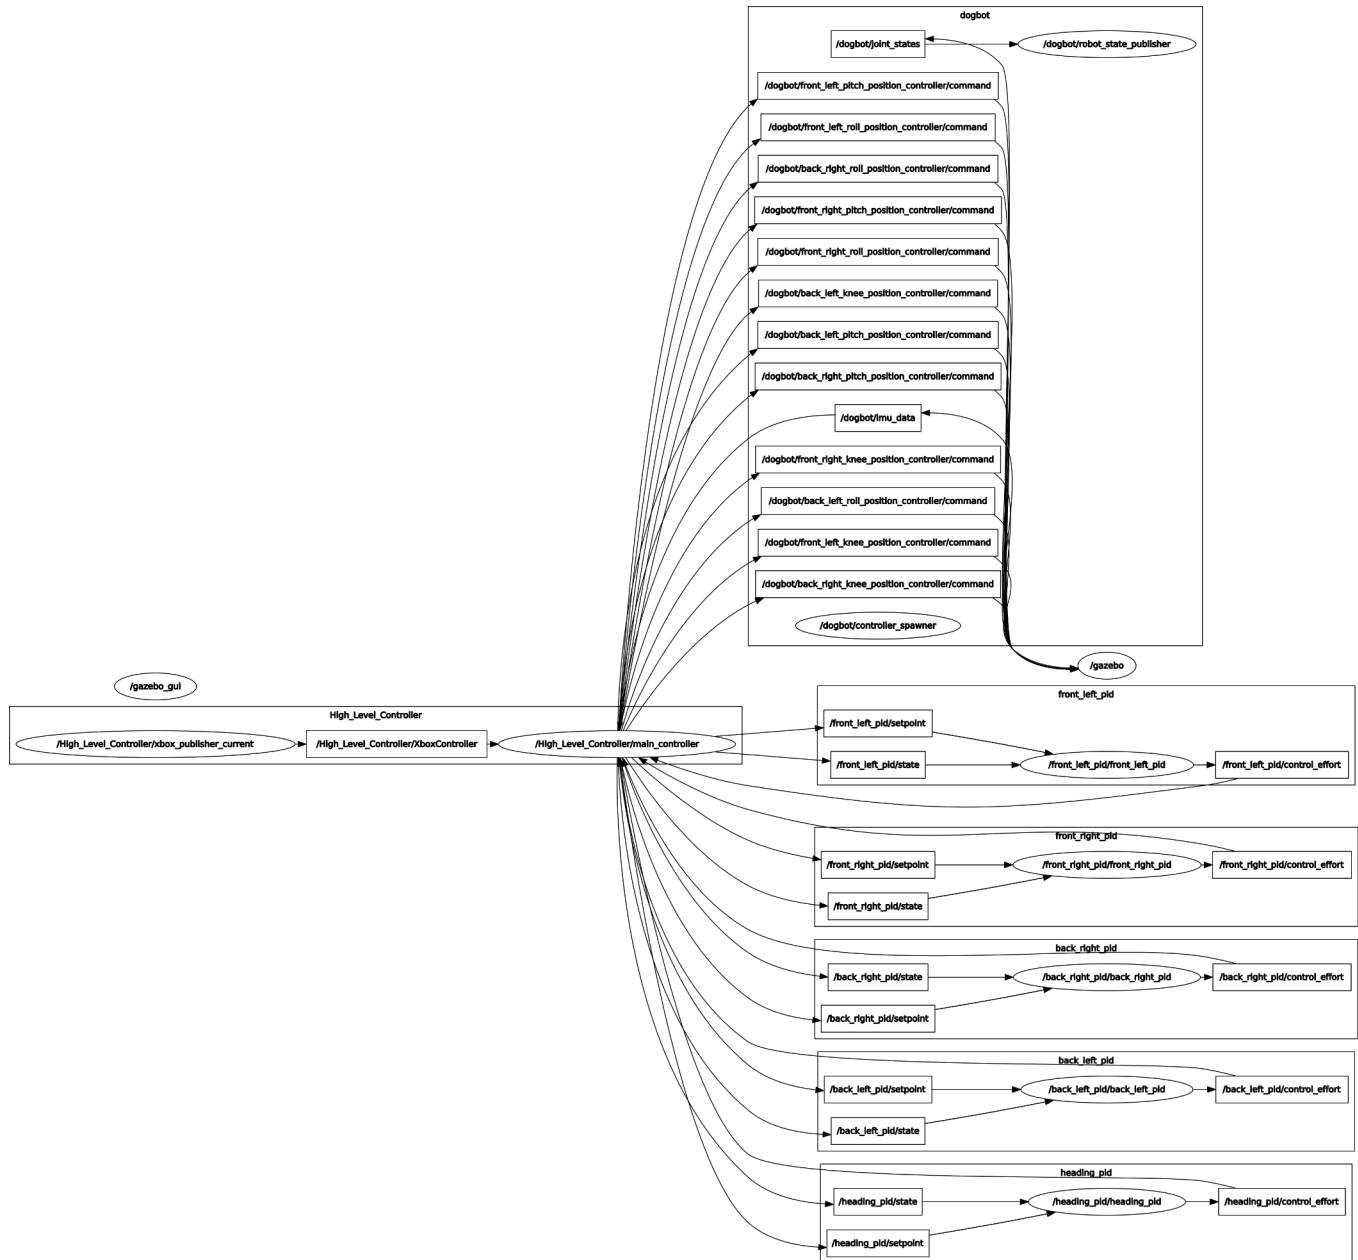 dogbot
/dogbot/joint_states
/dogbot/robot_state_publisher
/dogbot/front_left_pitch_position_controller/command
/dogbot/front_left_roll_position_controller/command
/dogbot/back_right_roll_position_controller/command
/dogbot/front_right_pitch_position_controller/command
/dogbot/front_right_roll_position_controller/command
/dogbot/back_left_knee_position_controller/command
/dogbot/back_left_pitch_position_controller/command
/dogbot/back_right_pitch_position_controller/command
/dogbot/imu_data
/dogbot/front_right_knee_position_controller/command
/dogbot/back_left_roll_position_controller/command
/dogbot/front_left_knee_position_controller/command
/dogbot/back_right_knee_position_controller/command
/dogbot/controller_spawner
/gazebo
/gazebo_gui
High_Level_Controller
/High_Level_Controller/xbox_publisher_current
/High_Level_Controller/XboxController
/High_Level_Controller/main_controller
front_left_pid
/front_left_pid/setpoint
/front_left_pid/state
/front_left_pid/front_left_pid
/front_left_pid/control_effort
front_right_pid
/front_right_pid/setpoint
/front_right_pid/front_right_pid
/front_right_pid/control_effort
/front_right_pid/state
back_right_pid
/back_right_pid/state
/back_right_pid/back_right_pid
/back_right_pid/control_effort
/back_right_pid/setpoint
back_left_pid
/back_left_pid/setpoint
/back_left_pid/back_left_pid
/back_left_pid/control_effort
/back_left_pid/state
heading_pid
/heading_pid/state
/heading_pid/heading_pid
/heading_pid/control_effort
/heading_pid/setpoint